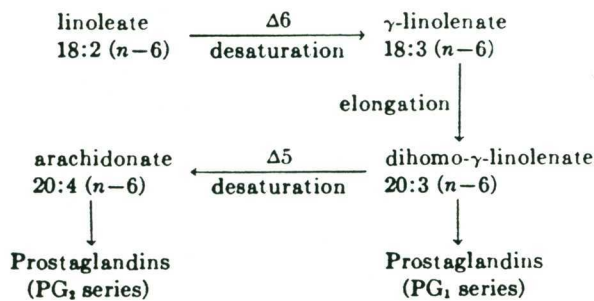 linoleate
18:2 (n−6)
Δ6
desaturation
γ-linolenate
18:3 (n−6)
elongation
arachidonate
20:4 (n−6)
Δ5
desaturation
dihomo-γ-linolenate
20:3 (n−6)
Prostaglandins
(PG₂ series)
Prostaglandins
(PG₁ series)